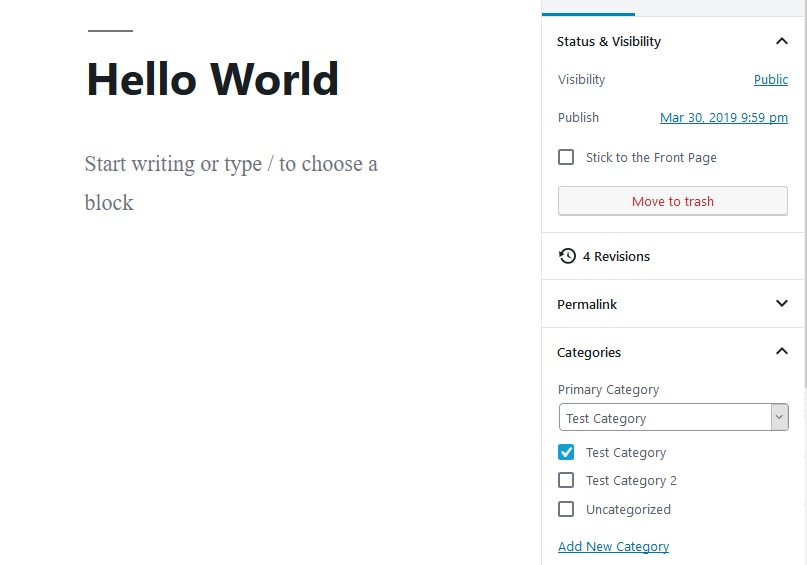 Hello World
Start writing or type / to choose a
block
Status & Visibility
Visibility Public
Publish Mar 30, 2019 9:59 pm
Stick to the Front Page
Move to trash
4 Revisions
Permalink
Categories
Primary Category
Test Category
Test Category
Test Category 2
Uncategorized
Add New Category